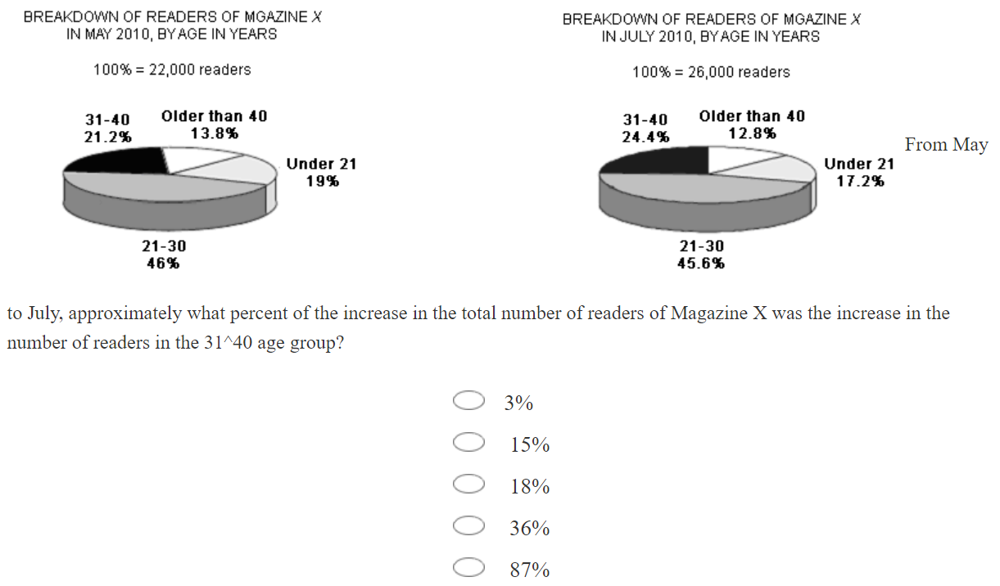 BREAKDOWN OF READERS OF MGAZINE X
IN MAY 2010, BY AGE IN YEARS
100% = 22,000 readers
31-40
21.2%
Older than 40
13.8%
Under 21
19%
21-30
46%
BREAKDOWN OF READERS OF MGAZINE X
IN JULY 2010, BY AGE IN YEARS
100% = 26,000 readers
31-40
24.4%
Older than 40
12.8%
Under 21
17.2%
21-30
45.6%
From May
to July, approximately what percent of the increase in the total number of readers of Magazine X was the increase in the
number of readers in the 31^40 age group?
3%
15%
18%
36%
87%